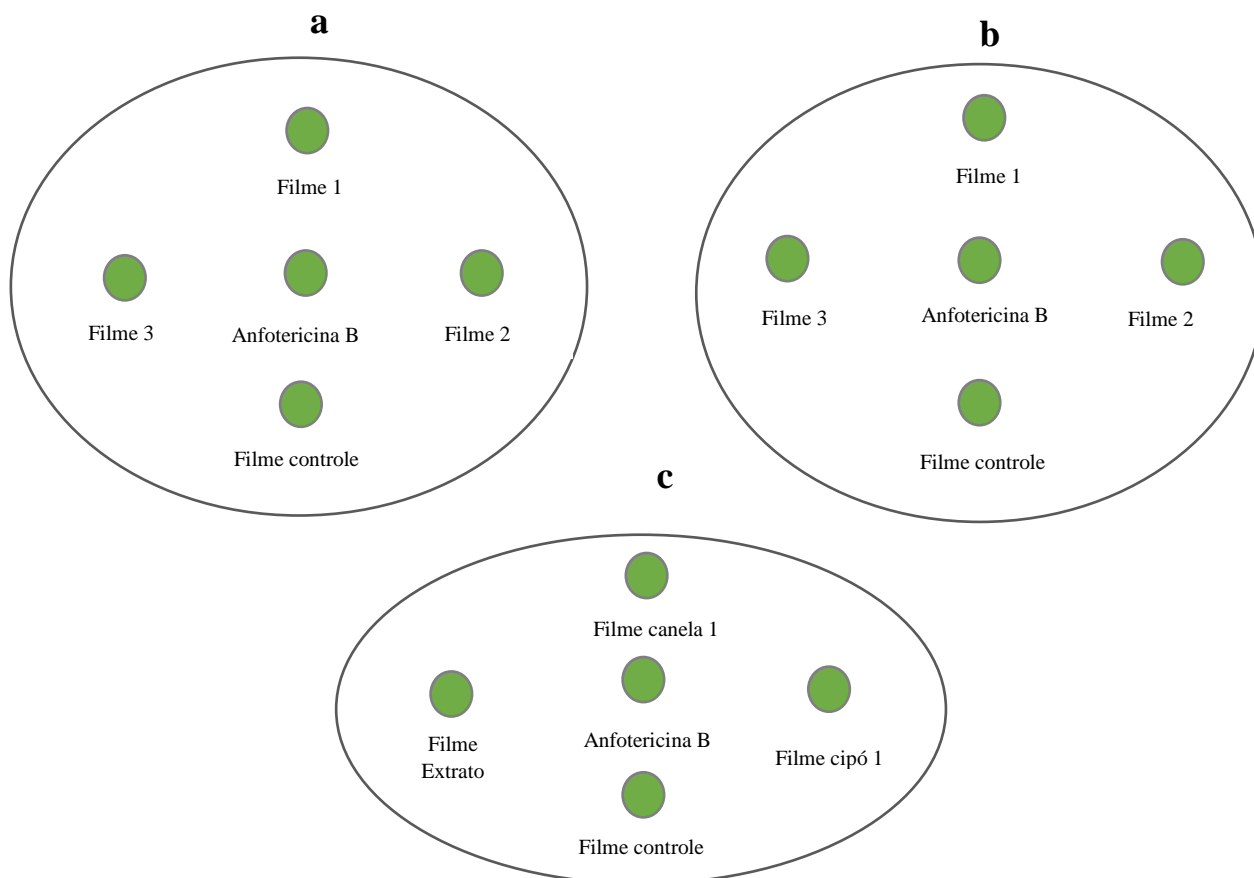 a
Filme 1
Filme 3
Anfotericina B
Filme 2
Filme controle
b
Filme 1
Filme 3
Anfotericina B
Filme 2
Filme controle
c
Filme canela 1
Filme
Extrato
Anfotericina B
Filme cipó 1
Filme controle